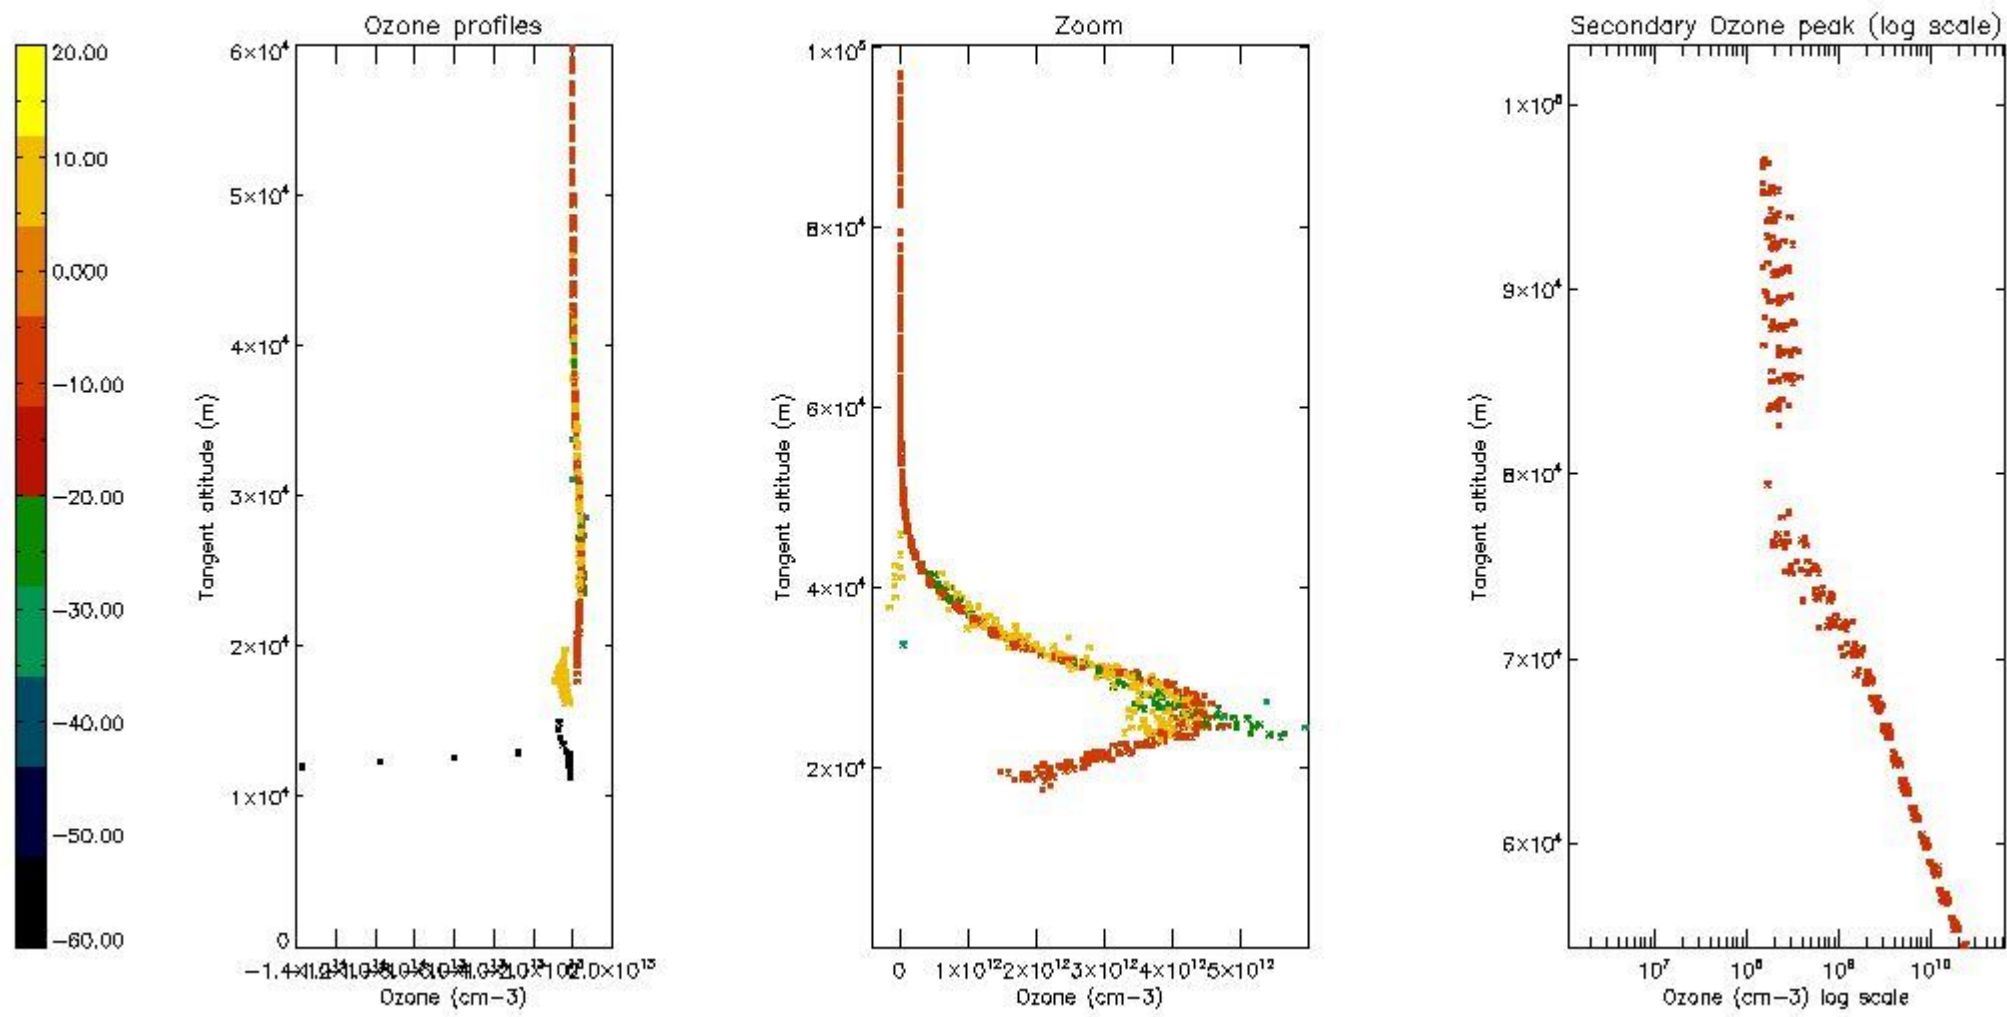 Ozone profiles
Zoom
Secondary Ozone peak (log scale)
20.00
10.00
0.000
−10.00
−20.00
−30.00
−40.00
−50.00
−60.00
Tangent altitude (m)
6×10⁴
5×10⁴
4×10⁴
3×10⁴
2×10⁴
1×10⁴
0
2.0×10¹³
Ozone (cm−3)
Tangent altitude (m)
1×10⁵
8×10⁴
6×10⁴
4×10⁴
2×10⁴
0 1×10¹² 2×10¹² 3×10¹² 4×10¹² 5×10¹²
Ozone (cm−3)
Tangent altitude (m)
1×10⁵
9×10⁴
8×10⁴
7×10⁴
6×10⁴
10⁷ 10⁸ 10⁹ 10¹⁰
Ozone (cm−3) log scale